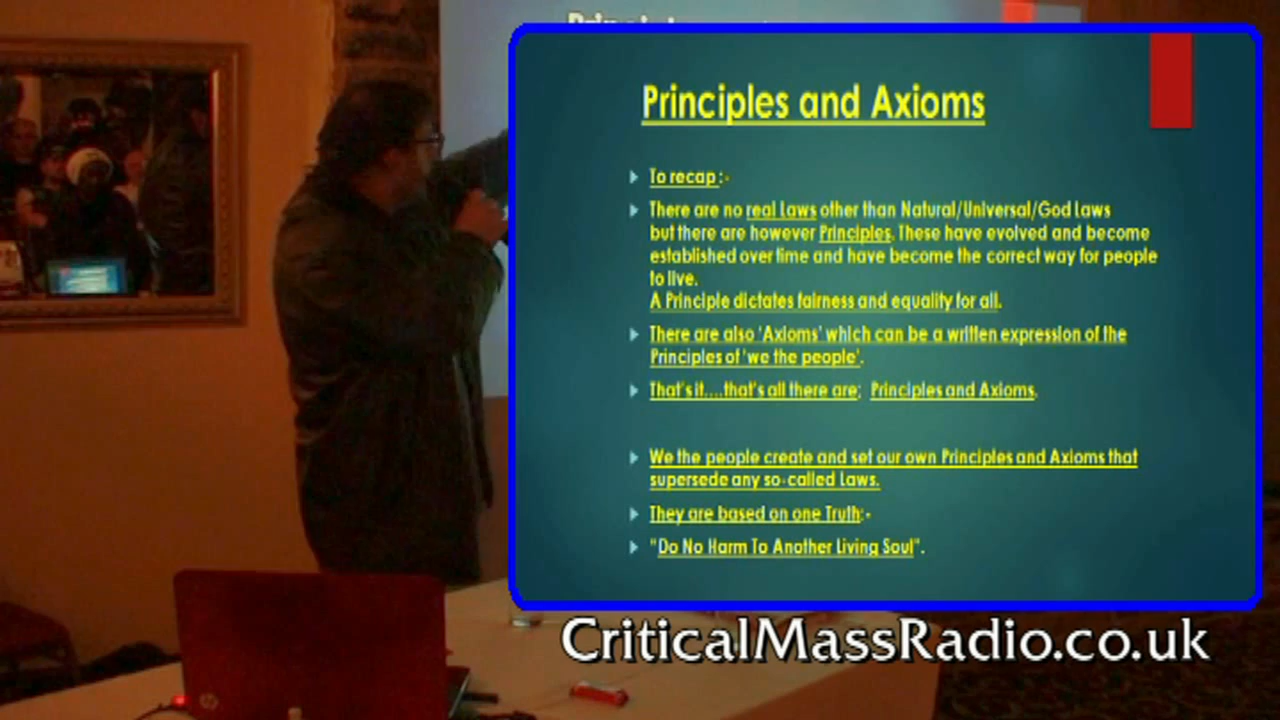 Principles and Axioms
To recap :-
There are no real Laws other than Natural/Universal/God Laws
but there are however Principles. These have evolved and become
established over time and have become the correct way for people
to live.
A Principle dictates fairness and equality for all.
There are also 'Axioms' which can be a written expression of the
Principles of 'we the people'.
That's it....that's all there are; Principles and Axioms.
We the people create and set our own Principles and Axioms that
supersede any so-called Laws.
They are based on one Truth:-
"Do No Harm To Another Living Soul".
CriticalMassRadio.co.uk
hp